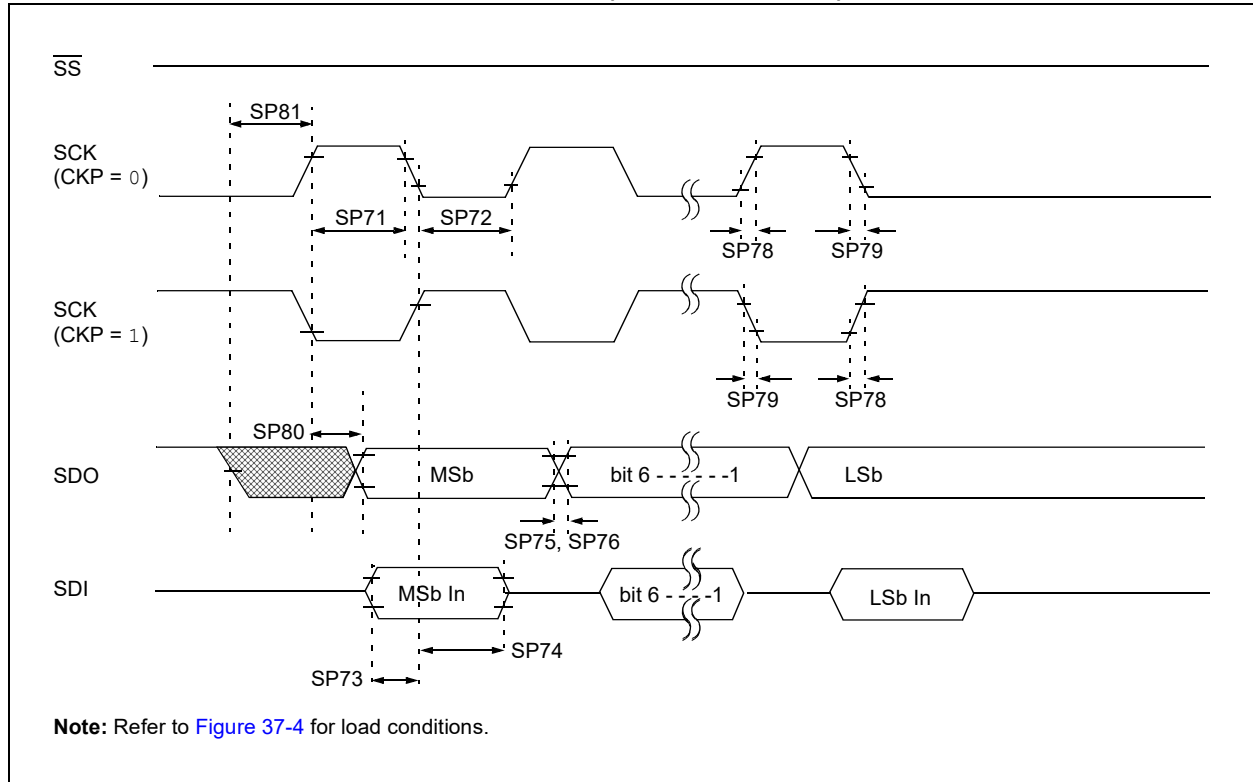 SS
SP81
SCK
(CKP = 0)
SP71
SP72
SP78
SP79
SCK
(CKP = 1)
SP79
SP78
SP80
SDO
MSb
bit 6 - - - - - -1
LSb
SP75, SP76
SDI
MSb In
bit 6 - - - -1
LSb In
SP74
SP73
Note: Refer to Figure 37-4 for load conditions.